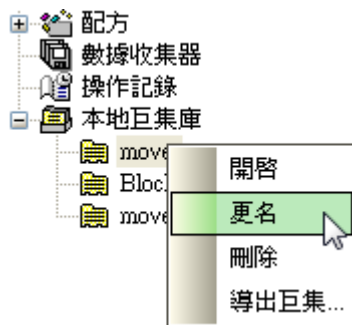 配方
數據收集器
操作記錄
本地巨集庫
move
Bloc
move
開啓
更名
刪除
導出巨集...